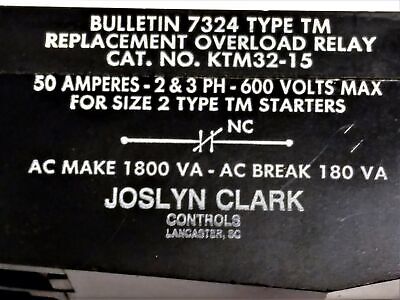 BULLETIN 7324 TYPE TM
REPLACEMENT OVERLOAD RELAY
CAT. NO. KTM32-15
50 AMPERES - 2 & 3 PH - 600 VOLTS MAX
FOR SIZE 2 TYPE TM STARTERS
NC
AC MAKE 1800 VA - AC BREAK 180 VA
JOSLYN CLARK
CONTROLS
LANCASTER, SC